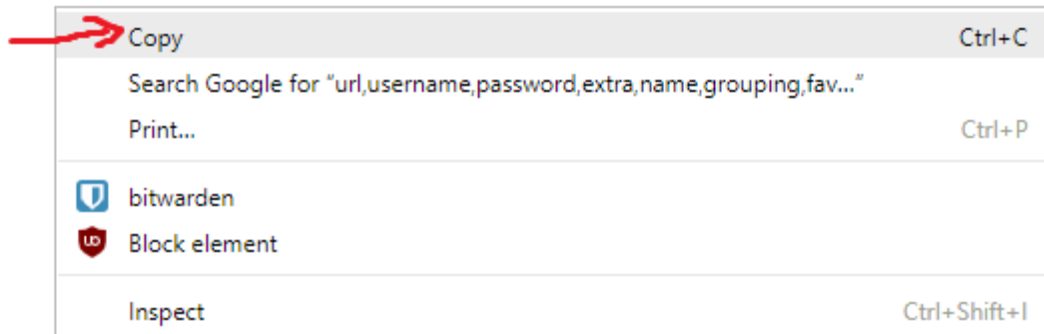 Copy Ctrl+C
Search Google for “url,username,password,extra,name,grouping,fav...”
Print... Ctrl+P
bitwarden
Block element
Inspect Ctrl+Shift+I